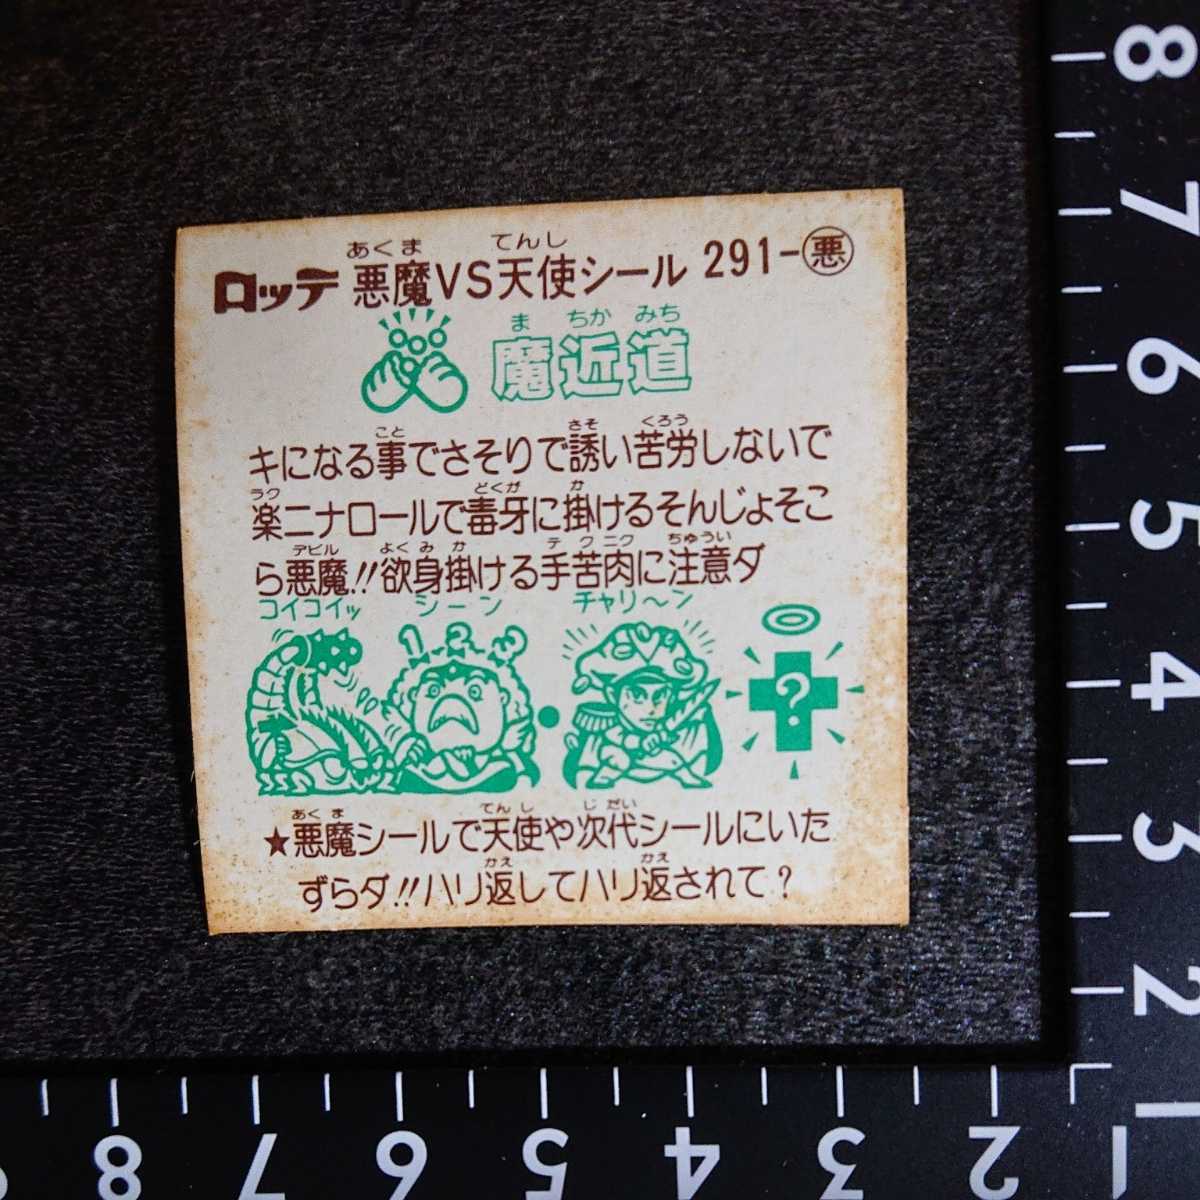 あくま てんし
ロッテ 悪魔VS天使シール 291-悪
ま ちか みち
魔近道
こと さそ くろう
キになる事でさそりで誘い苦労しないで
ラク どくが か
楽ニナロールで毒牙に掛けるそんじょそこ
デビル よくみか テクニク ちゅうい
ら悪魔!!欲身掛ける手苦肉に注意ダ
コイコイッ シーン チャリ〜ン
123
?
あくま てんし じだい
★悪魔シールで天使や次代シールにいた
かえ かえ
ずらダ!!ハリ返してハリ返されて?
8
7
6
5
4
3
2
1
8 7 6 5 4 3 2